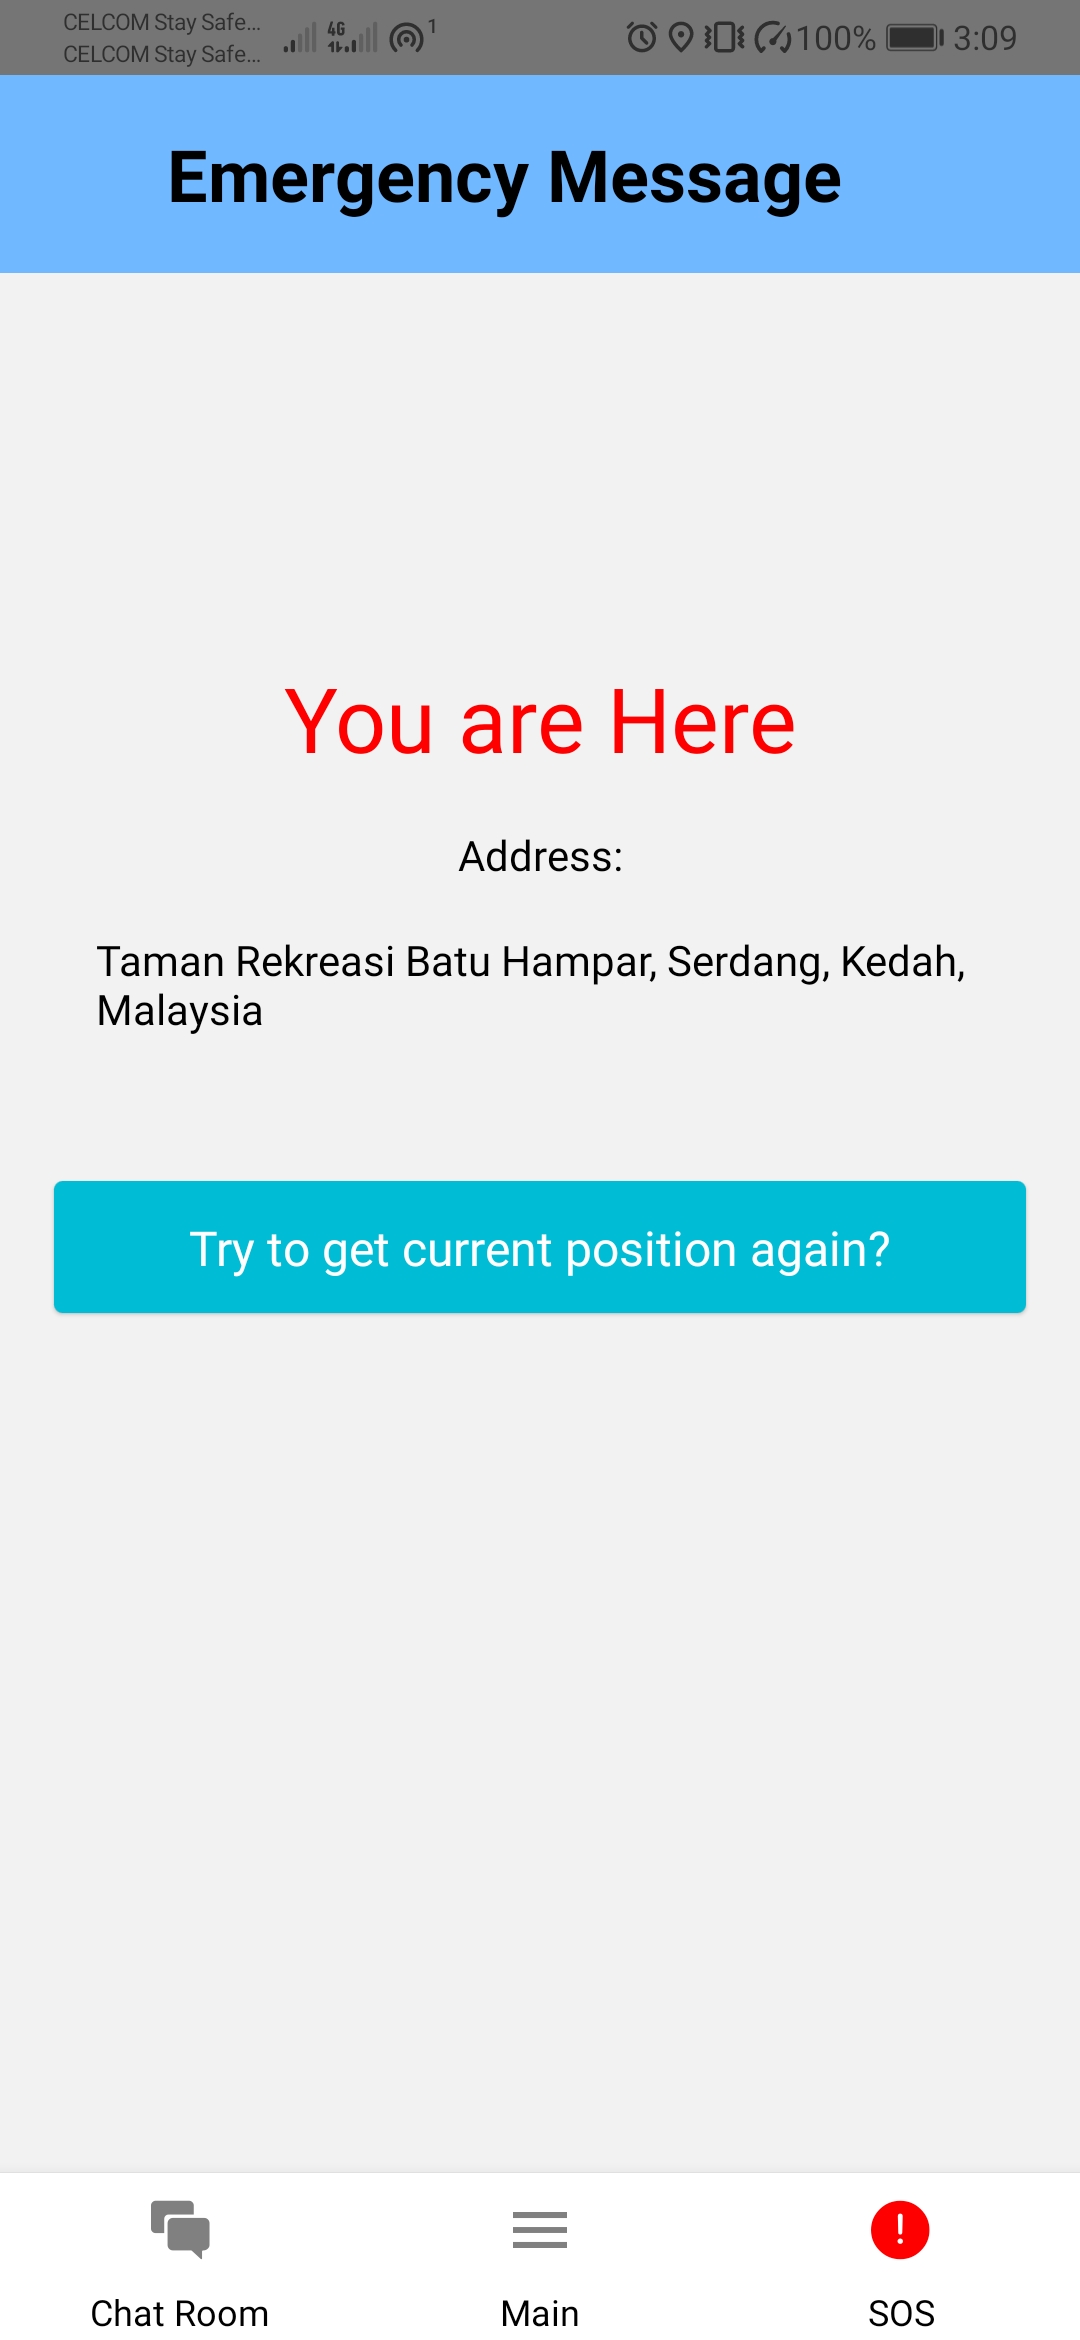 CELCOM Stay Safe...
CELCOM Stay Safe...
4G
1
100%
3:09
Emergency Message
You are Here
Address:
Taman Rekreasi Batu Hampar, Serdang, Kedah,
Malaysia
Try to get current position again?
Chat Room
Main
SOS